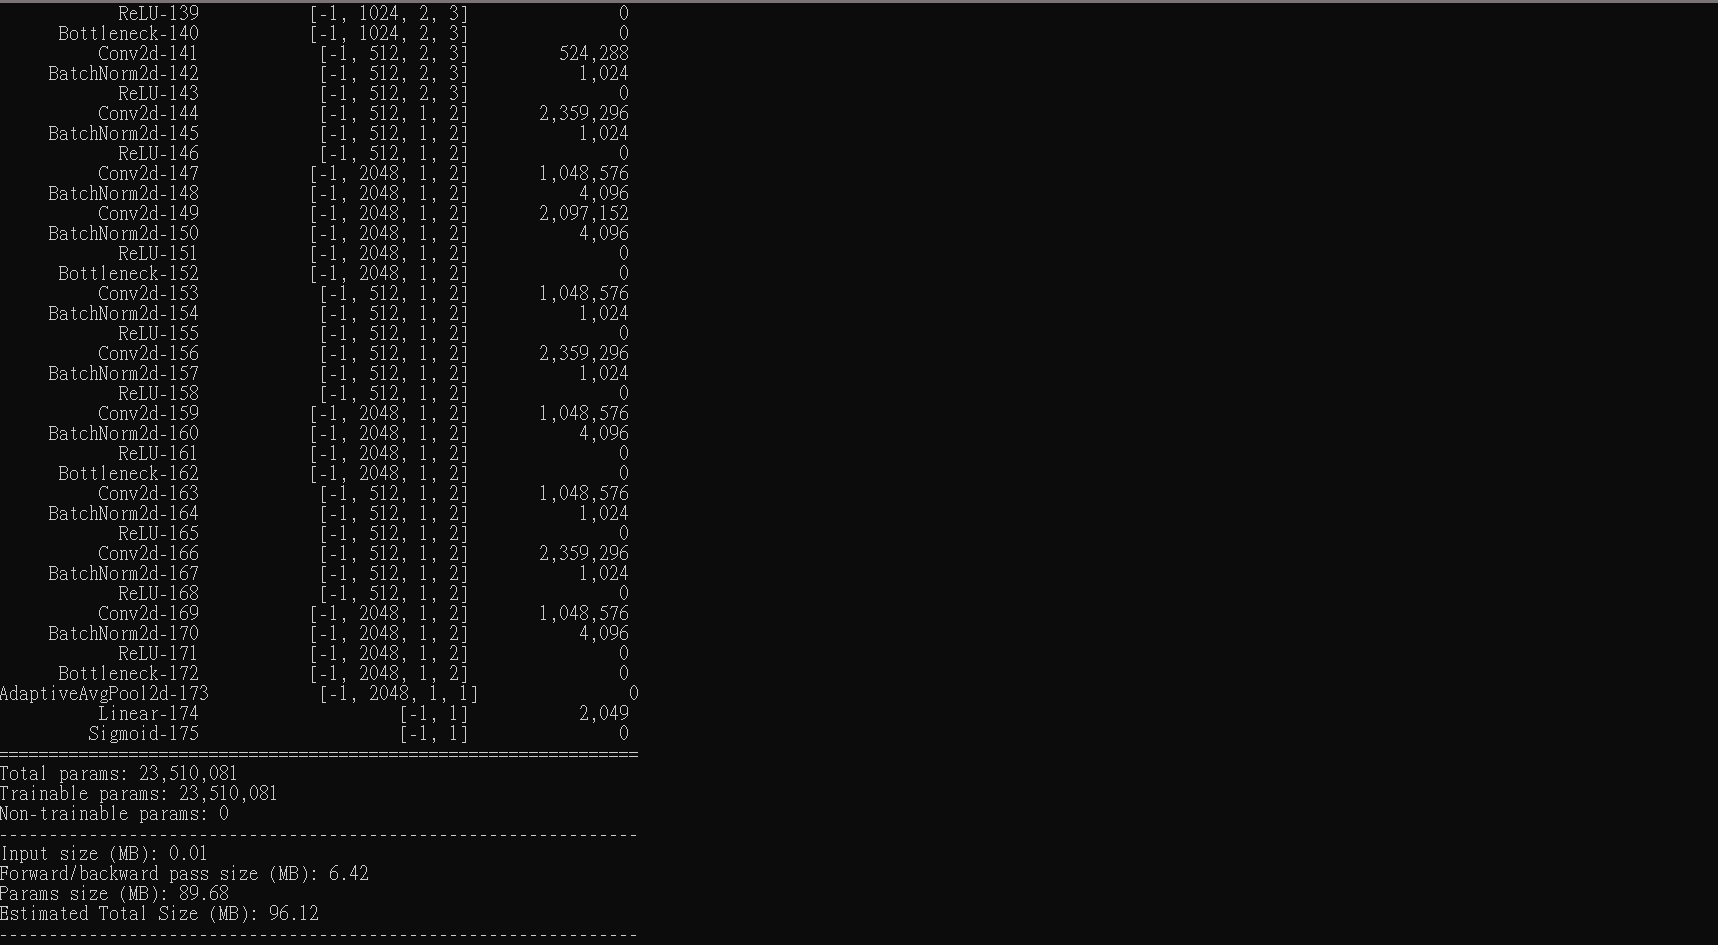 ReLU-139 [-1, 1024, 2, 3] 0
Bottleneck-140 [-1, 1024, 2, 3] 0
Conv2d-141 [-1, 512, 2, 3] 524,288
BatchNorm2d-142 [-1, 512, 2, 3] 1,024
ReLU-143 [-1, 512, 2, 3] 0
Conv2d-144 [-1, 512, 1, 2] 2,359,296
BatchNorm2d-145 [-1, 512, 1, 2] 1,024
ReLU-146 [-1, 512, 1, 2] 0
Conv2d-147 [-1, 2048, 1, 2] 1,048,576
BatchNorm2d-148 [-1, 2048, 1, 2] 4,096
Conv2d-149 [-1, 2048, 1, 2] 2,097,152
BatchNorm2d-150 [-1, 2048, 1, 2] 4,096
ReLU-151 [-1, 2048, 1, 2] 0
Bottleneck-152 [-1, 2048, 1, 2] 0
Conv2d-153 [-1, 512, 1, 2] 1,048,576
BatchNorm2d-154 [-1, 512, 1, 2] 1,024
ReLU-155 [-1, 512, 1, 2] 0
Conv2d-156 [-1, 512, 1, 2] 2,359,296
BatchNorm2d-157 [-1, 512, 1, 2] 1,024
ReLU-158 [-1, 512, 1, 2] 0
Conv2d-159 [-1, 2048, 1, 2] 1,048,576
BatchNorm2d-160 [-1, 2048, 1, 2] 4,096
ReLU-161 [-1, 2048, 1, 2] 0
Bottleneck-162 [-1, 2048, 1, 2] 0
Conv2d-163 [-1, 512, 1, 2] 1,048,576
BatchNorm2d-164 [-1, 512, 1, 2] 1,024
ReLU-165 [-1, 512, 1, 2] 0
Conv2d-166 [-1, 512, 1, 2] 2,359,296
BatchNorm2d-167 [-1, 512, 1, 2] 1,024
ReLU-168 [-1, 512, 1, 2] 0
Conv2d-169 [-1, 2048, 1, 2] 1,048,576
BatchNorm2d-170 [-1, 2048, 1, 2] 4,096
ReLU-171 [-1, 2048, 1, 2] 0
Bottleneck-172 [-1, 2048, 1, 2] 0
AdaptiveAvgPool2d-173 [-1, 2048, 1, 1] 0
Linear-174 [-1, 1] 2,049
Sigmoid-175 [-1, 1] 0
================================================================
Total params: 23,510,081
Trainable params: 23,510,081
Non-trainable params: 0
----------------------------------------------------------------
Input size (MB): 0.01
Forward/backward pass size (MB): 6.42
Params size (MB): 89.68
Estimated Total Size (MB): 96.12
----------------------------------------------------------------